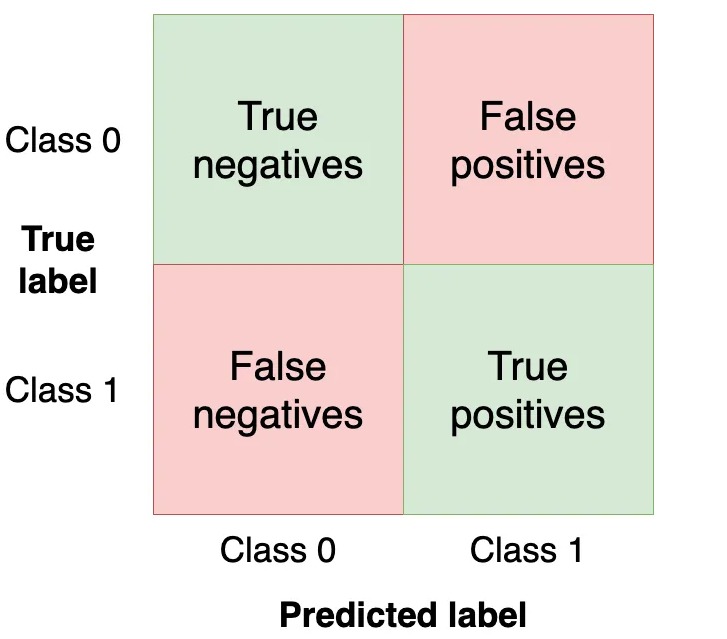 True
negatives
False
positives
Class 0
True
label
False
negatives
True
positives
Class 1
Class 0
Class 1
Predicted label